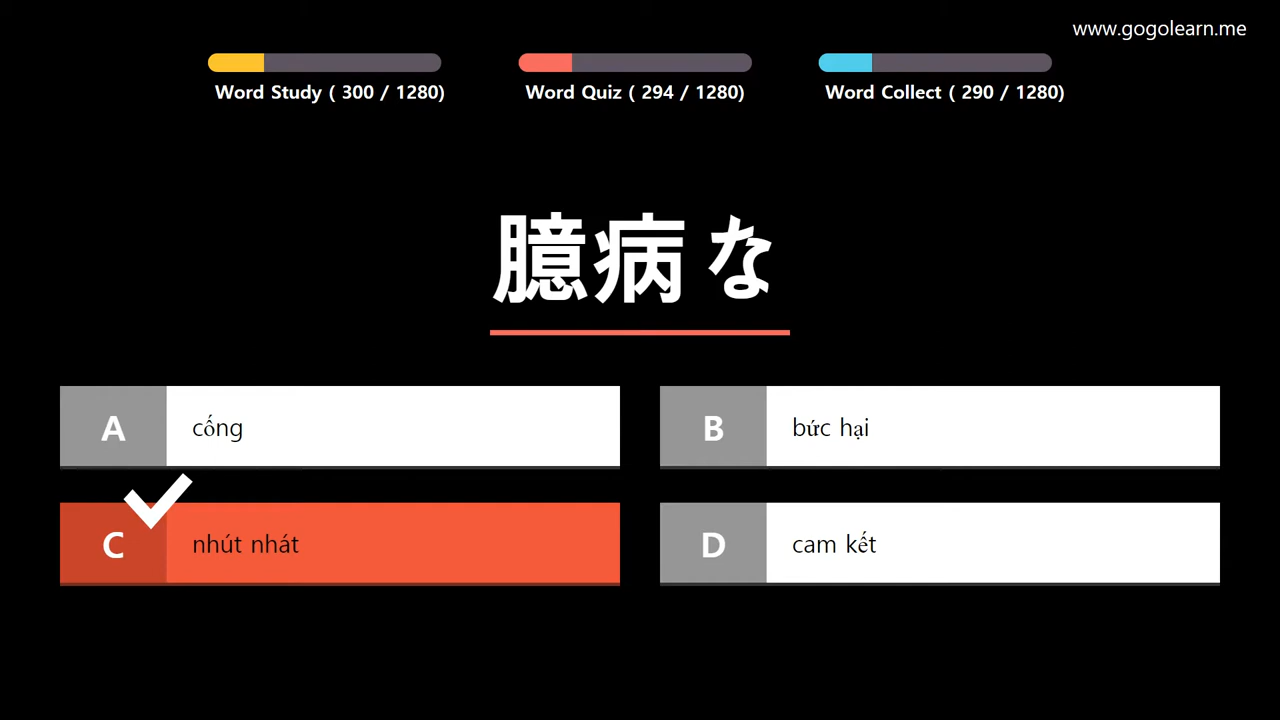 www.gogolearn.me
Word Study ( 300 / 1280)
Word Quiz ( 294 / 1280)
Word Collect ( 290 / 1280)
臆病な
A
cống
B
bức hại
C
nhút nhát
D
cam kết